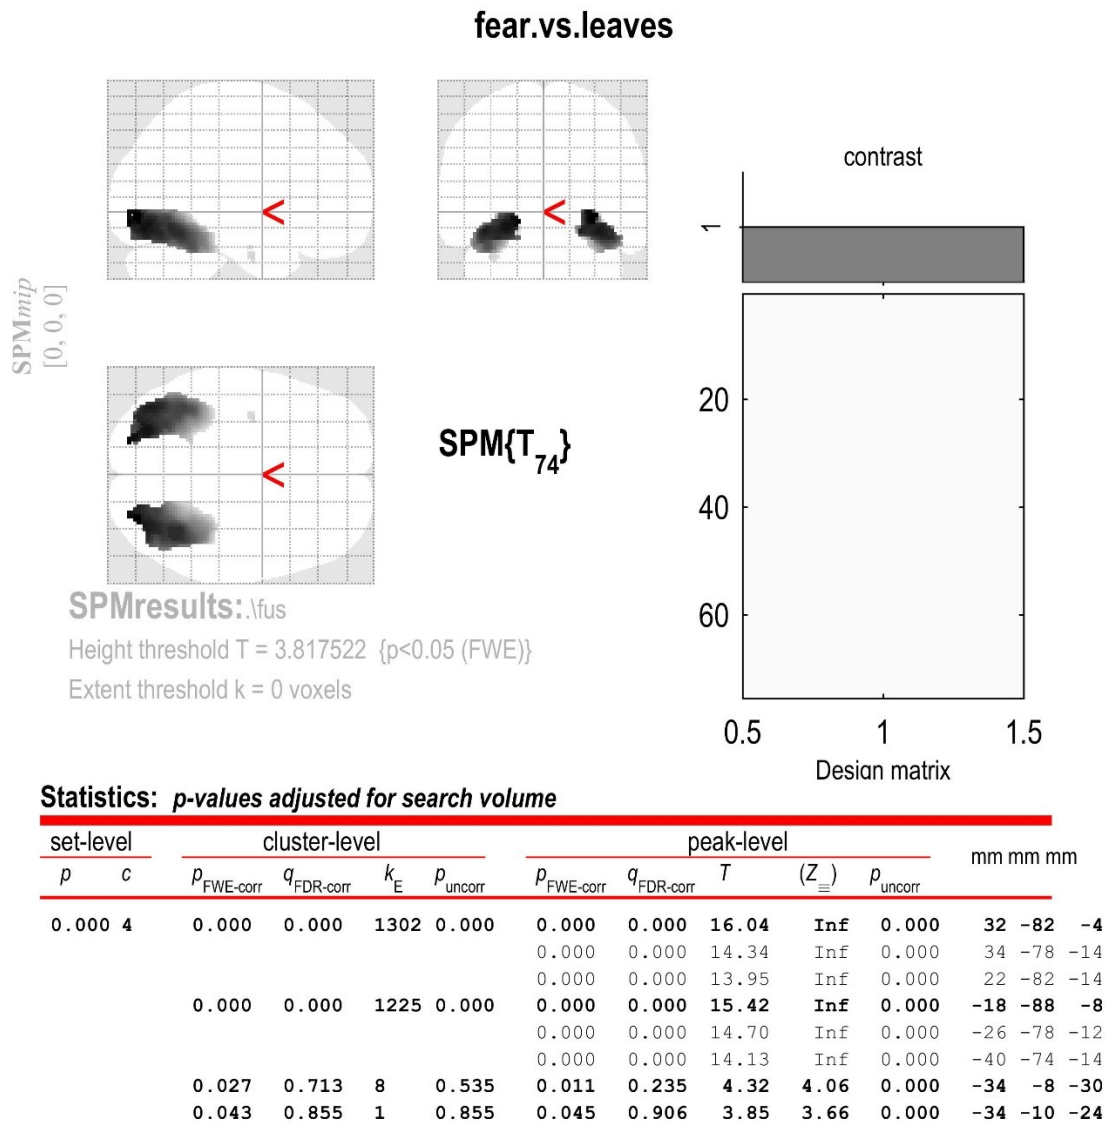 fear.vs.leaves
SPMmip
[0, 0, 0]
<
<
<
SPM{T74}
contrast
1
20
40
60
0.5 1 1.5
Design matrix
SPMresults: .\fus
Height threshold T = 3.817522 {p<0.05 (FWE)}
Extent threshold k = 0 voxels
Statistics: p-values adjusted for search volume
set-level cluster-level peak-level mm mm mm
p c pFWE-corr qFDR-corr kE puncorr pFWE-corr qFDR-corr T (Z≡) puncorr
0.000 4 0.000 0.000 1302 0.000 0.000 0.000 16.04 Inf 0.000 32 -82 -4
0.000 0.000 14.34 Inf 0.000 34 -78 -14
0.000 0.000 13.95 Inf 0.000 22 -82 -14
0.000 0.000 1225 0.000 0.000 0.000 15.42 Inf 0.000 -18 -88 -8
0.000 0.000 14.70 Inf 0.000 -26 -78 -12
0.000 0.000 14.13 Inf 0.000 -40 -74 -14
0.027 0.713 8 0.535 0.011 0.235 4.32 4.06 0.000 -34 -8 -30
0.043 0.855 1 0.855 0.045 0.906 3.85 3.66 0.000 -34 -10 -24